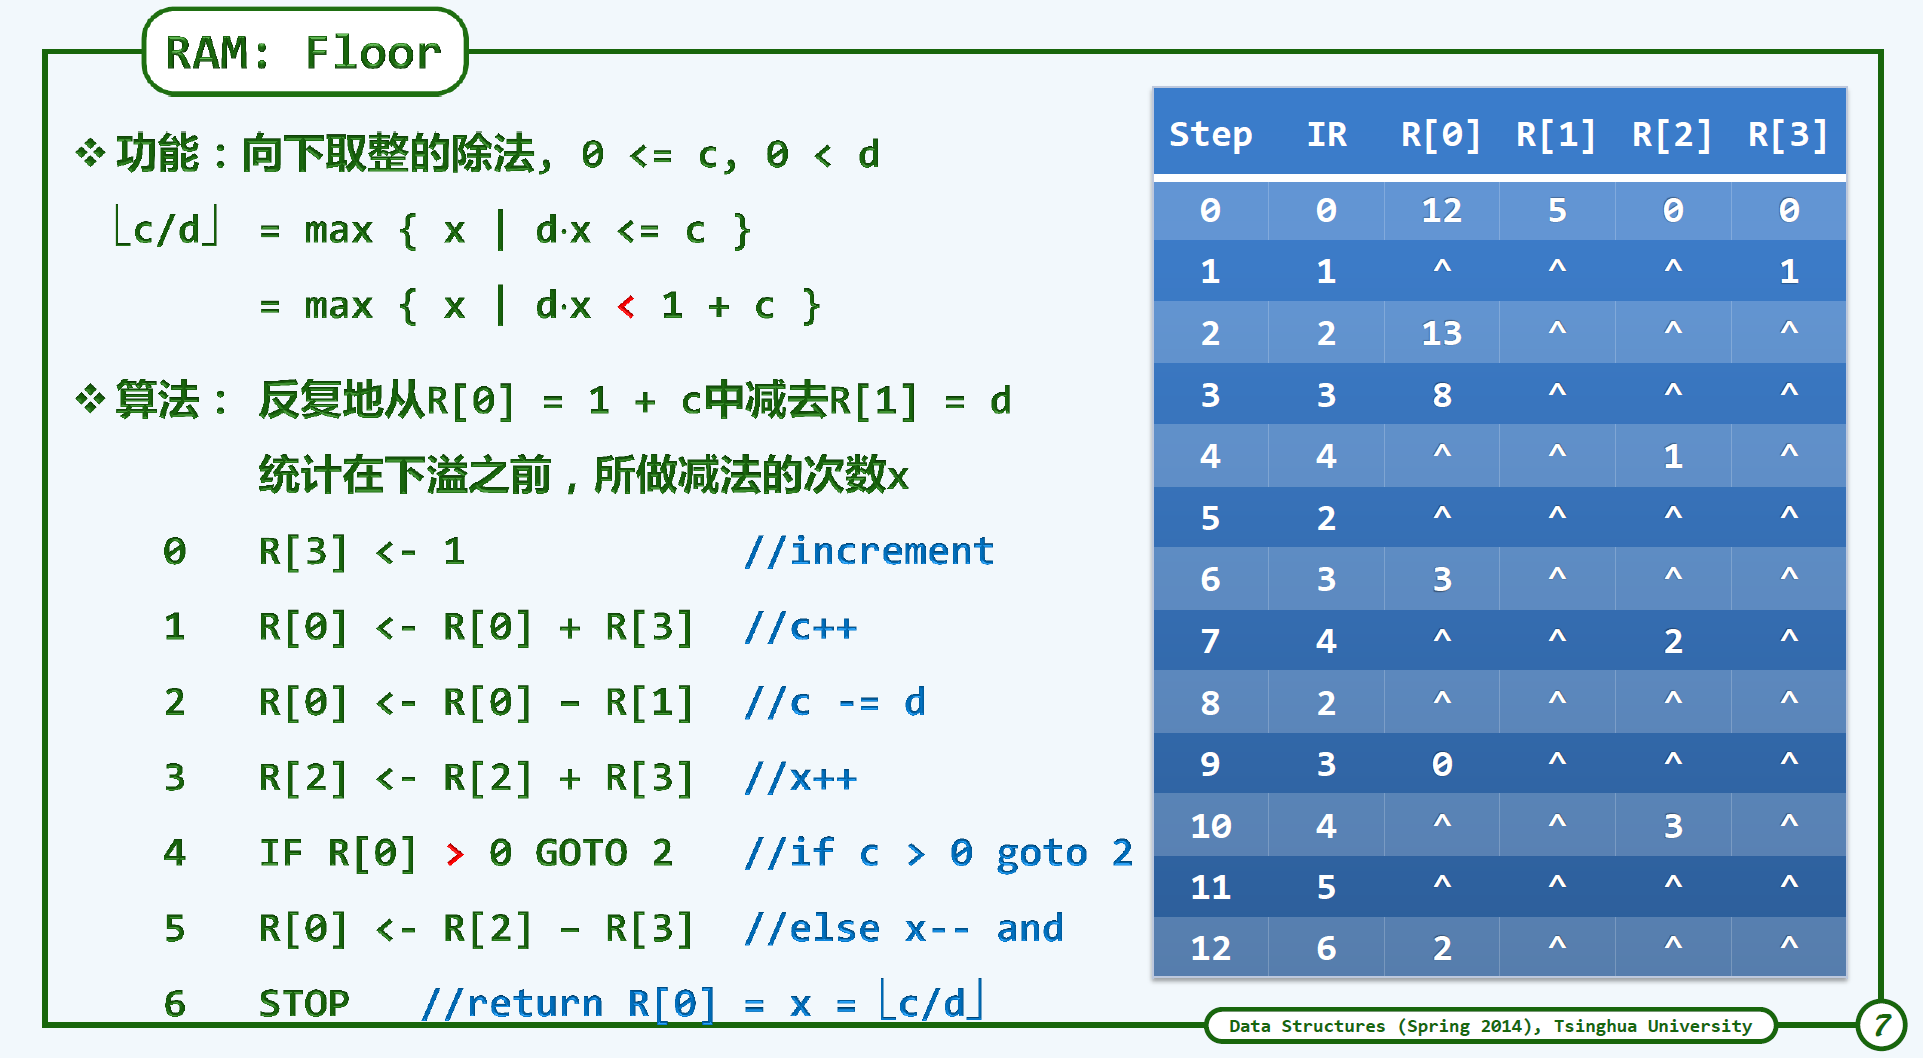 RAM: Floor
❖ 功能：向下取整的除法, 0 <= c, 0 < d
⌊c/d⌋ = max { x | d·x <= c }
= max { x | d·x < 1 + c }
❖ 算法： 反复地从R[0] = 1 + c中减去R[1] = d
统计在下溢之前，所做减法的次数x
0 R[3] <- 1 //increment
1 R[0] <- R[0] + R[3] //c++
2 R[0] <- R[0] – R[1] //c -= d
3 R[2] <- R[2] + R[3] //x++
4 IF R[0] > 0 GOTO 2 //if c > 0 goto 2
5 R[0] <- R[2] – R[3] //else x-- and
6 STOP //return R[0] = x = ⌊c/d⌋
Step IR R[0] R[1] R[2] R[3]
0 0 12 5 0 0
1 1 ^ ^ ^ 1
2 2 13 ^ ^ ^
3 3 8 ^ ^ ^
4 4 ^ ^ 1 ^
5 2 ^ ^ ^ ^
6 3 3 ^ ^ ^
7 4 ^ ^ 2 ^
8 2 ^ ^ ^ ^
9 3 0 ^ ^ ^
10 4 ^ ^ 3 ^
11 5 ^ ^ ^ ^
12 6 2 ^ ^ ^
Data Structures (Spring 2014), Tsinghua University
7